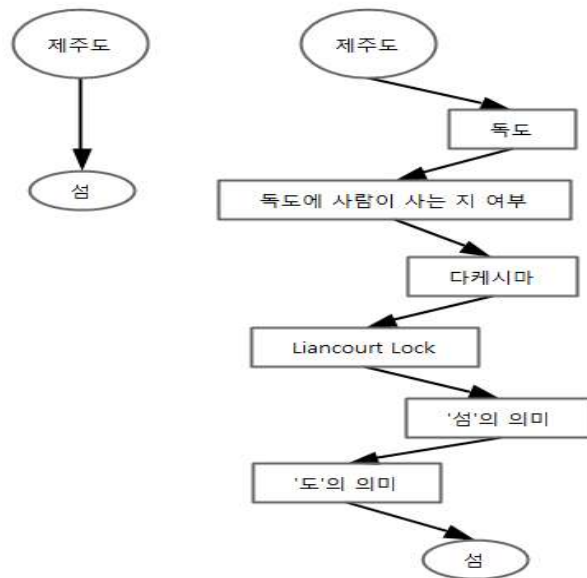 제주도
섬
제주도
독도
독도에 사람이 사는 지 여부
다케시마
Liancourt Lock
'섬'의 의미
'도'의 의미
섬